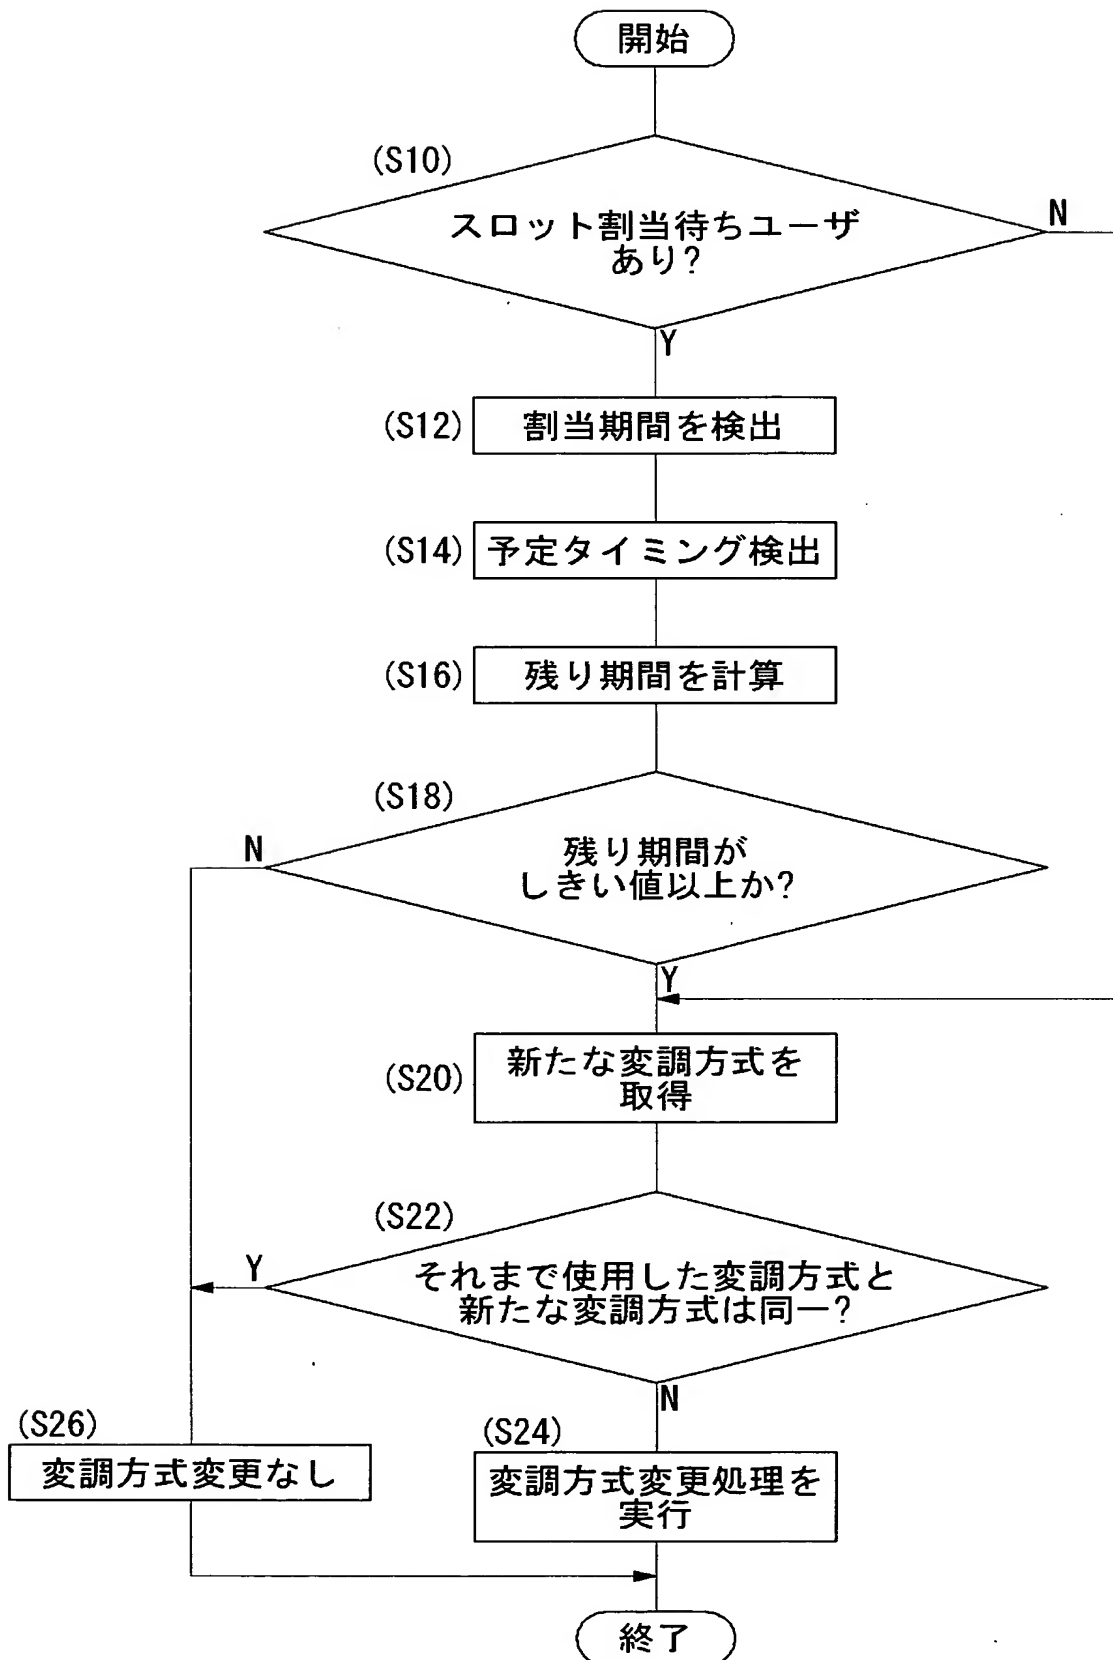 開始
(S10)
スロット割当待ちユーザ
あり?
N
Y
(S12)
割当期間を検出
(S14)
予定タイミング検出
(S16)
残り期間を計算
(S18)
N
残り期間が
しきい値以上か?
Y
(S20)
新たな変調方式を
取得
(S22)
Y
それまで使用した変調方式と
新たな変調方式は同一?
N
(S26)
変調方式変更なし
(S24)
変調方式変更処理を
実行
終了